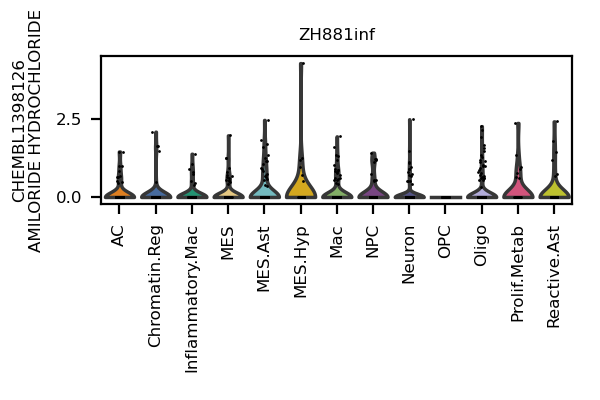 ZH881inf
CHEMBL1398126
AMILORIDE HYDROCHLORIDE
2.5
0.0
AC
Chromatin.Reg
Inflammatory.Mac
MES
MES.Ast
MES.Hyp
Mac
NPC
Neuron
OPC
Oligo
Prolif.Metab
Reactive.Ast